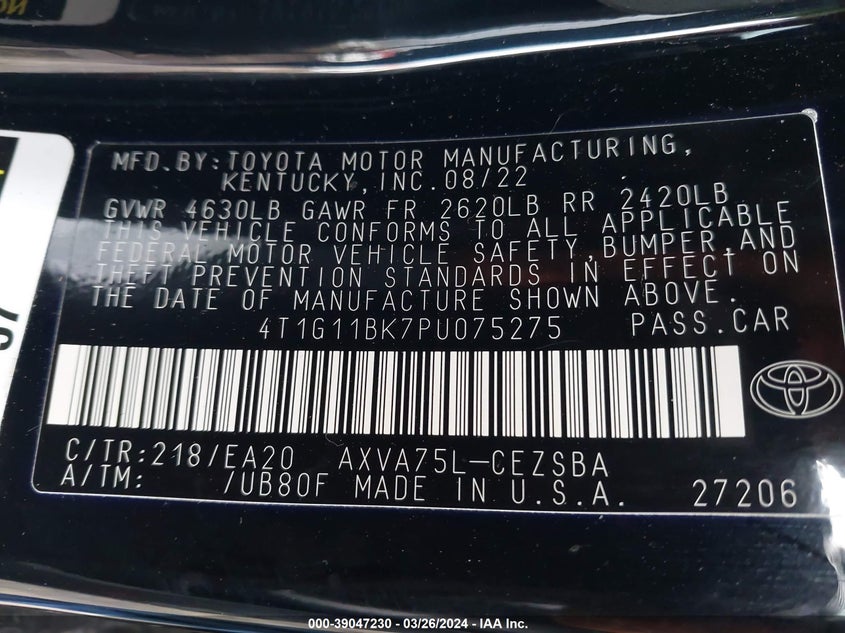 MFD.BY:TOYOTA MOTOR MANUFACTURING,
KENTUCKY,INC.08/22
GVWR 4630LB GAWR FR 2620LB RR 2420LB
THIS VEHICLE CONFORMS TO ALL APPLICABLE
FEDERAL MOTOR VEHICLE SAFETY,BUMPER,AND
THEFT PREVENTION STANDARDS IN EFFECT ON
THE DATE OF MANUFACTURE SHOWN ABOVE.
4T1G11BK7PU075275 PASS.CAR
C/TR:218/EA20 AXVA75L-CEZSBA
A/TM: /UB80F MADE IN U.S.A. 27206
000-39047230 - 03/26/2024 - IAA Inc.